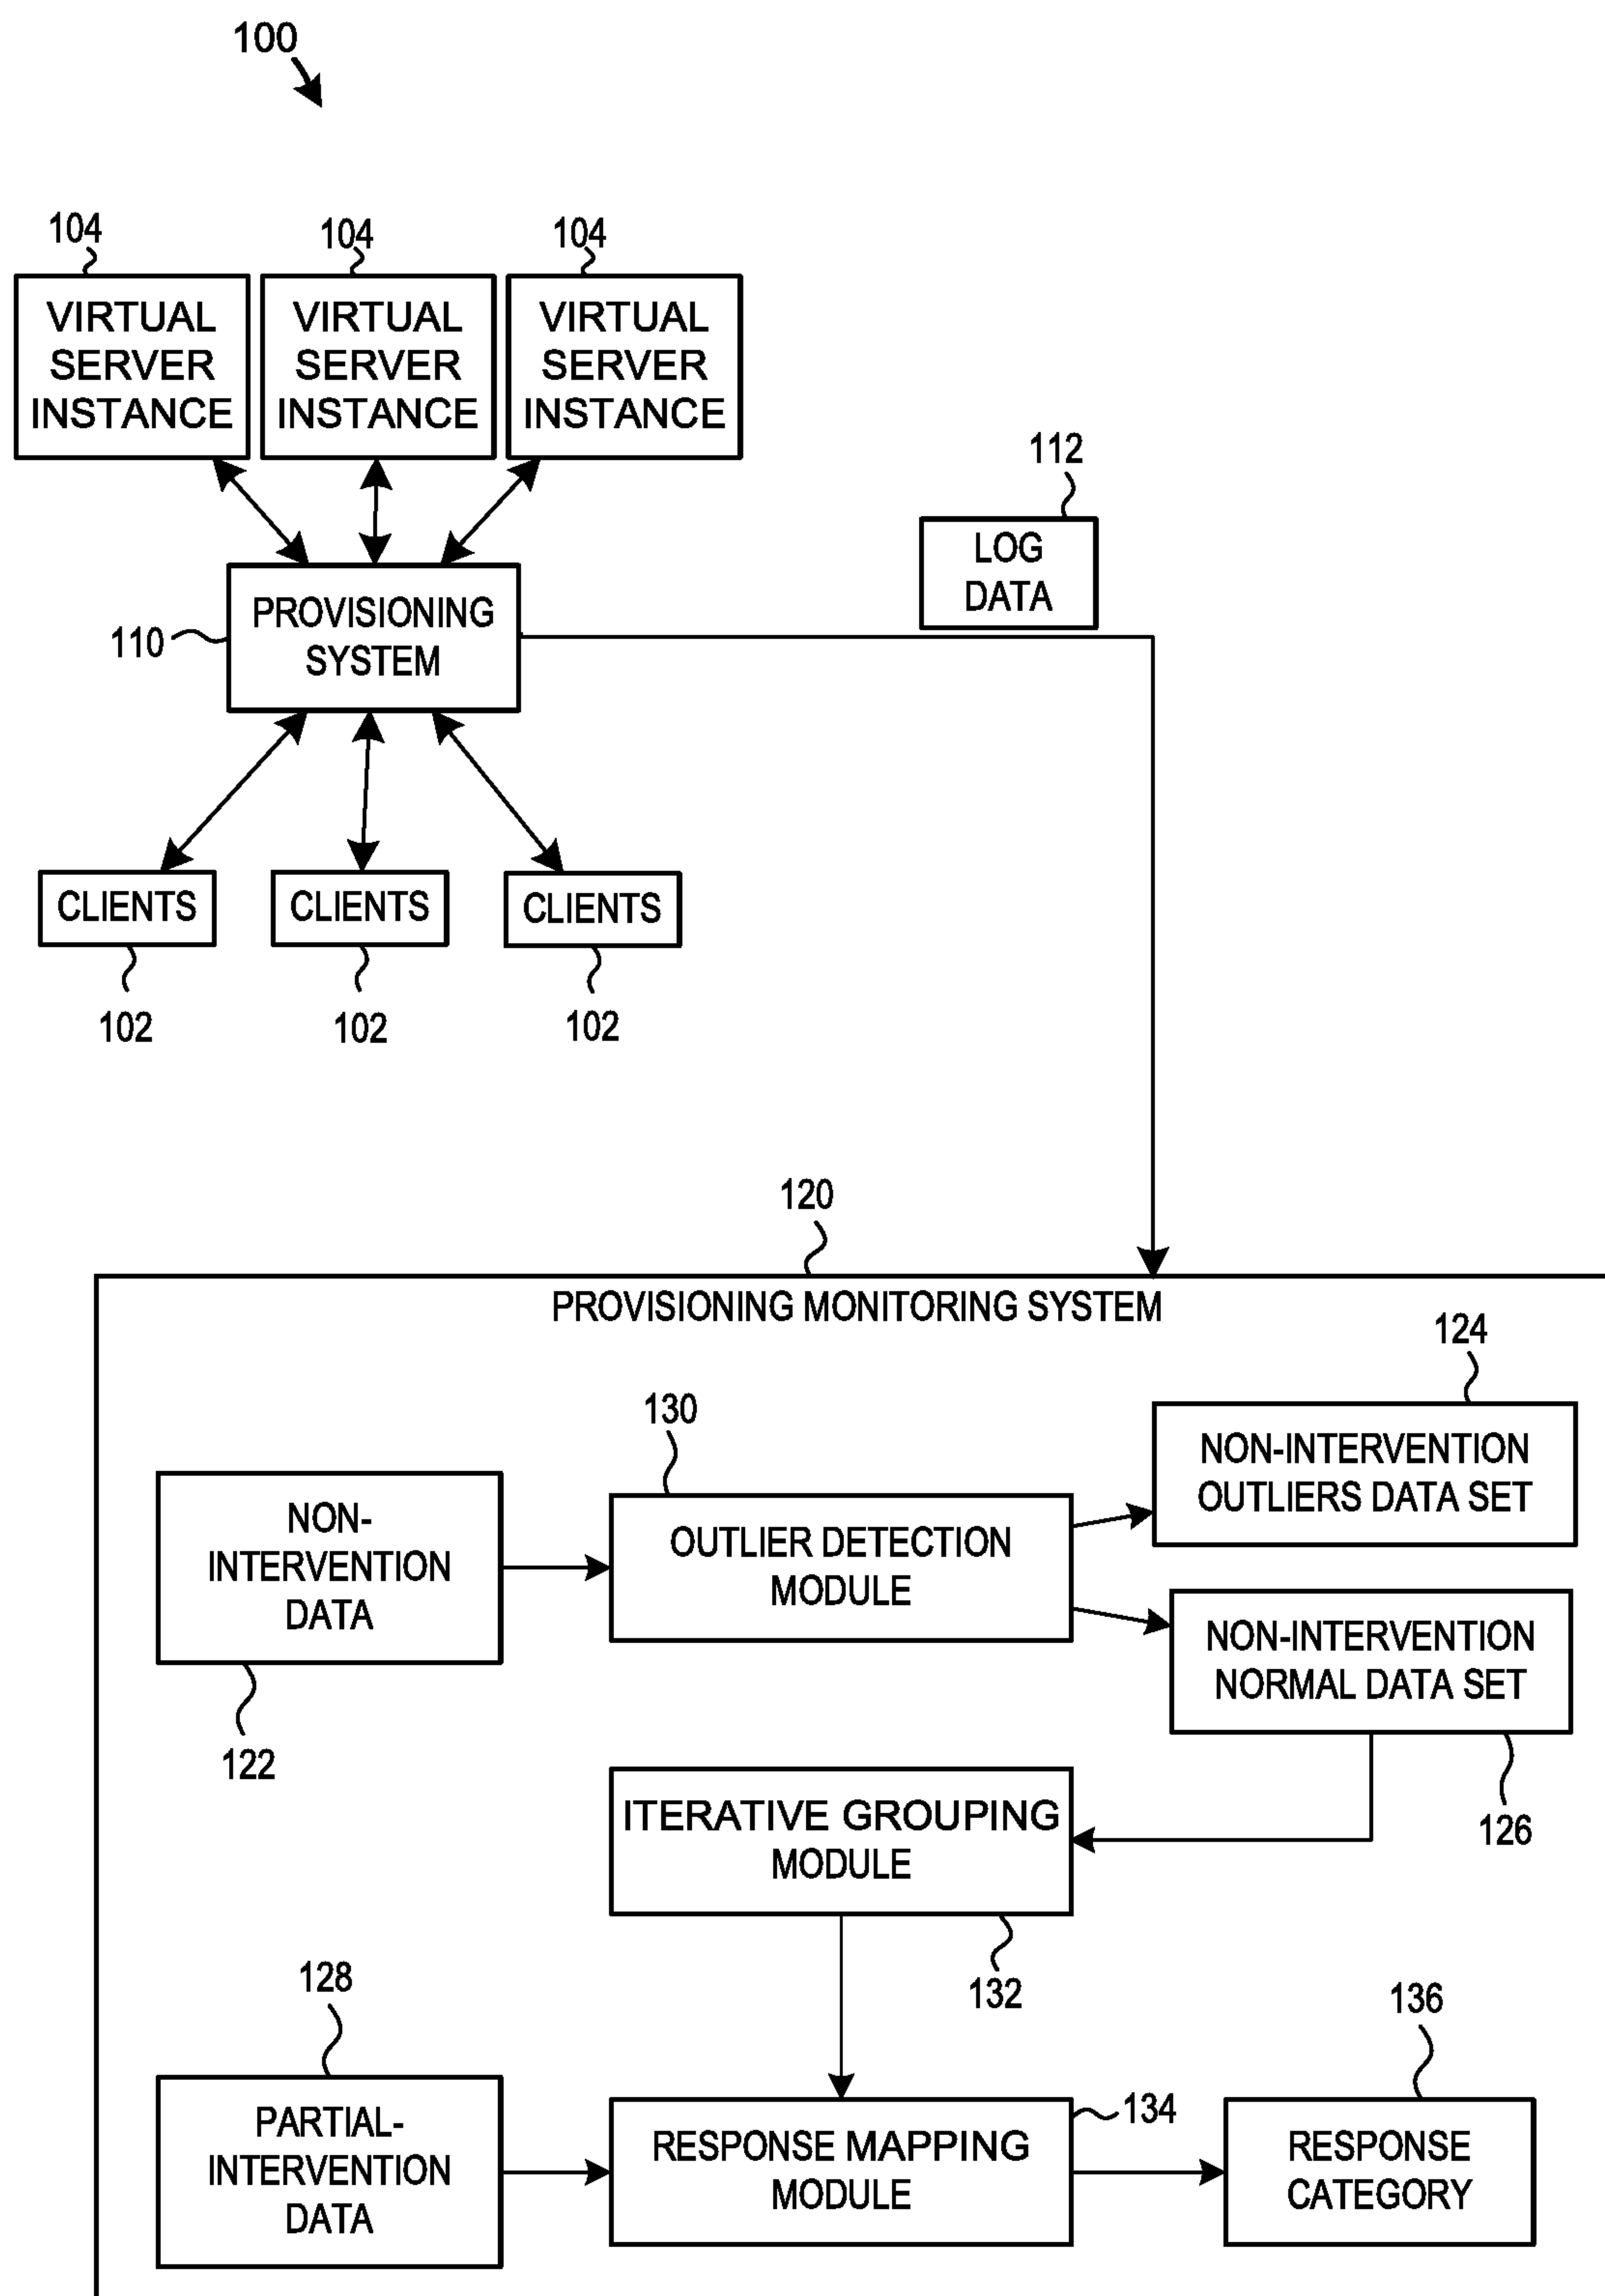 100
104
104
104
VIRTUAL
SERVER
INSTANCE
VIRTUAL
SERVER
INSTANCE
VIRTUAL
SERVER
INSTANCE
112
LOG
DATA
PROVISIONING
SYSTEM
110
CLIENTS
CLIENTS
CLIENTS
102
102
102
120
PROVISIONING MONITORING SYSTEM
124
130
NON-INTERVENTION
OUTLIERS DATA SET
NON-
INTERVENTION
DATA
OUTLIER DETECTION
MODULE
NON-INTERVENTION
NORMAL DATA SET
122
126
ITERATIVE GROUPING
MODULE
132
128
136
134
PARTIAL-
INTERVENTION
DATA
RESPONSE MAPPING
MODULE
RESPONSE
CATEGORY